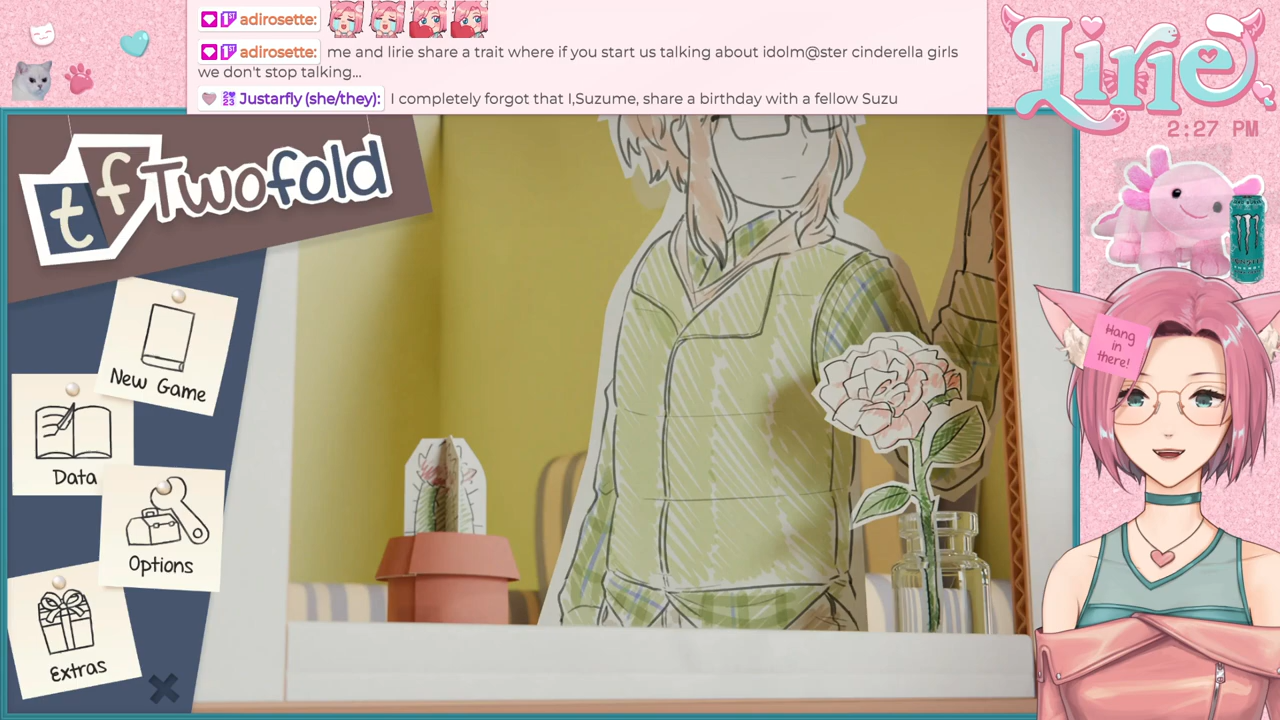 adirosette:
adirosette: me and lirie share a trait where if you start us talking about idolm@ster cinderella girls
we don't stop talking...
Justarfly (she/they): I completely forgot that I,Suzume, share a birthday with a fellow Suzu
Lirie
2:27 PM
tf Twofold
New Game
Data
Options
Extras
Hang
in
there!